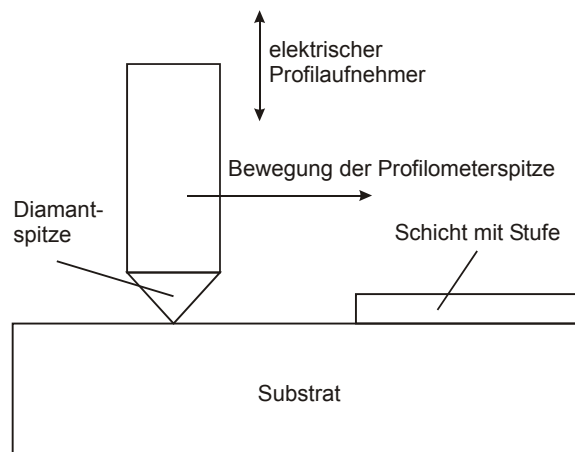 elektrischer
Profilaufnehmer
Bewegung der Profilometerspitze
Diamant-
spitze
Schicht mit Stufe
Substrat